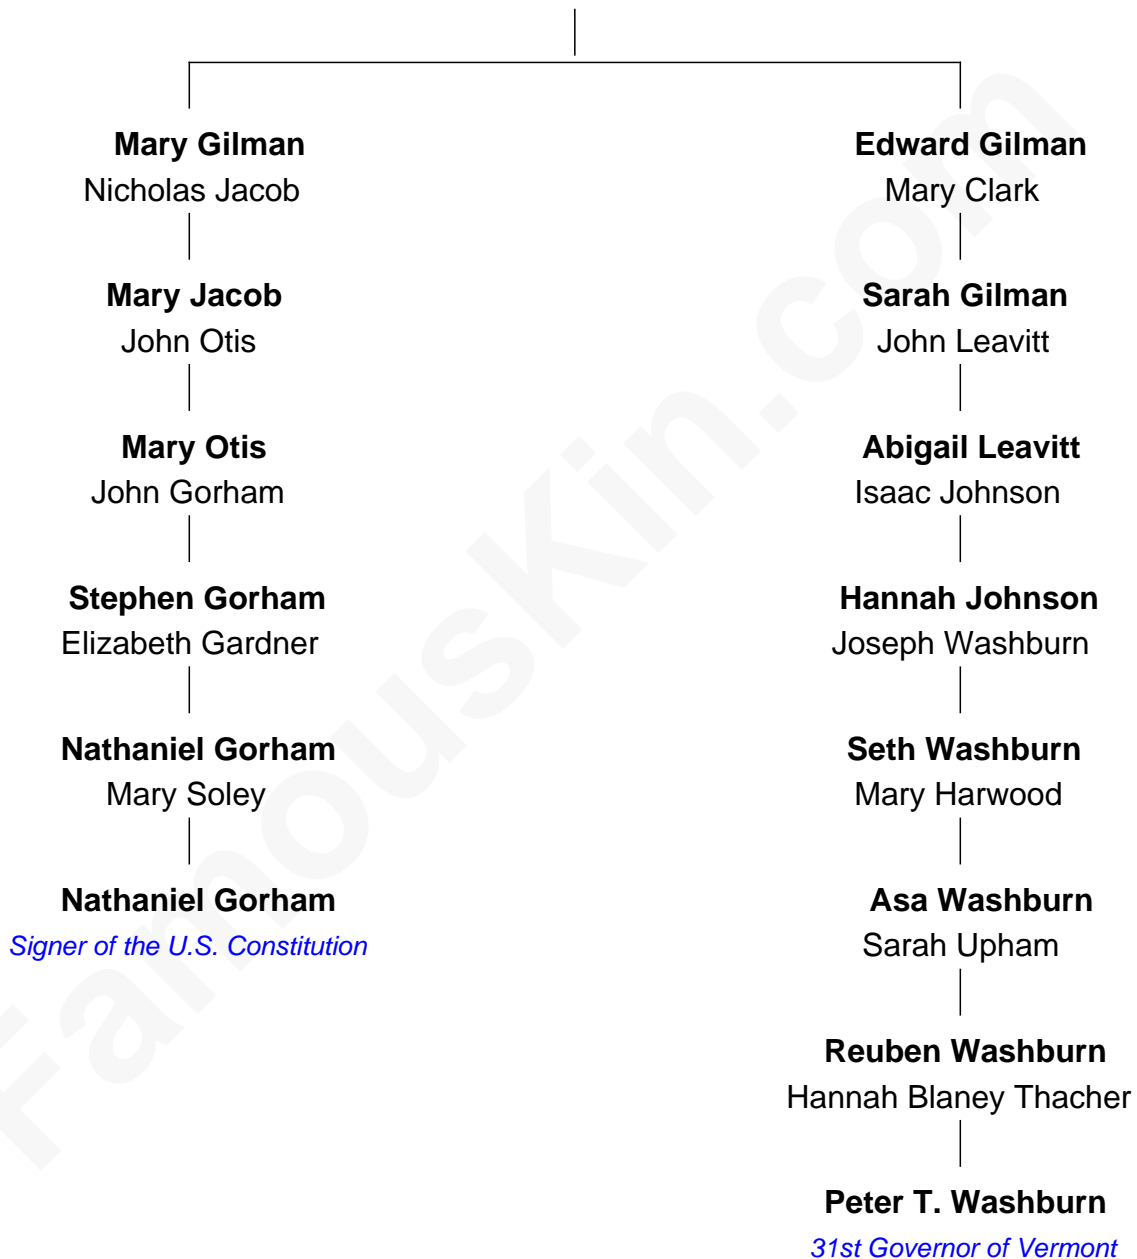 Mary Gilman
Nicholas Jacob
Mary Jacob
John Otis
Mary Otis
John Gorham
Stephen Gorham
Elizabeth Gardner
Nathaniel Gorham
Mary Soley
Nathaniel Gorham
Signer of the U.S. Constitution
Edward Gilman
Mary Clark
Sarah Gilman
John Leavitt
Abigail Leavitt
Isaac Johnson
Hannah Johnson
Joseph Washburn
Seth Washburn
Mary Harwood
Asa Washburn
Sarah Upham
Reuben Washburn
Hannah Blaney Thacher
Peter T. Washburn
31st Governor of Vermont
FamousKin.com